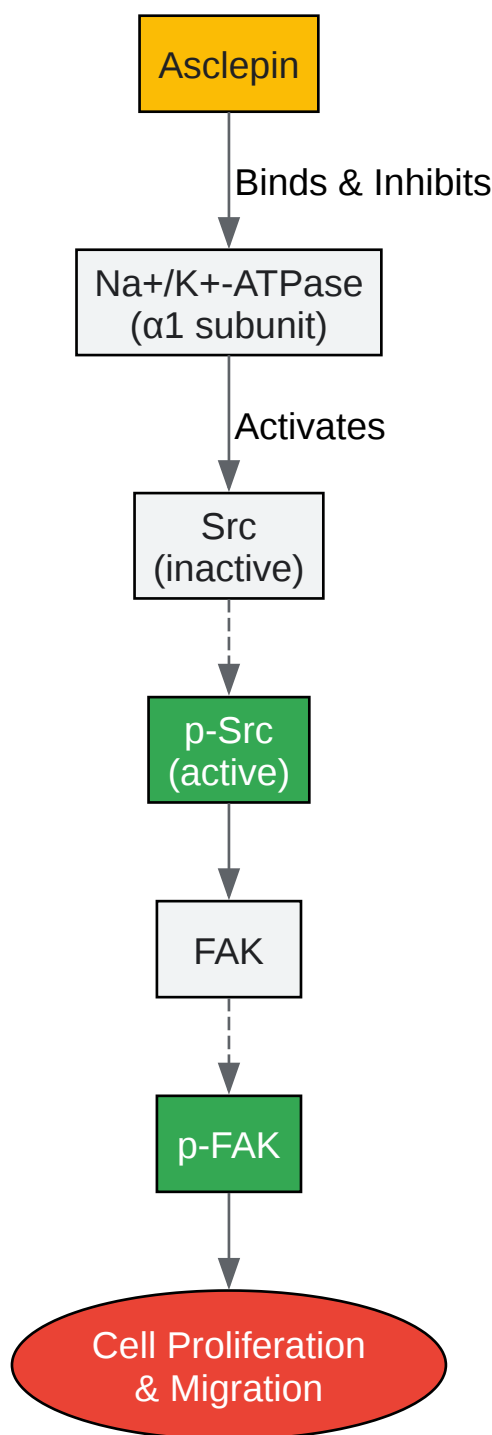 Asclepin
Binds & Inhibits
Na+/K+-ATPase
(α1 subunit)
Activates
Src
(inactive)
p-Src
(active)
FAK
p-FAK
Cell Proliferation
& Migration